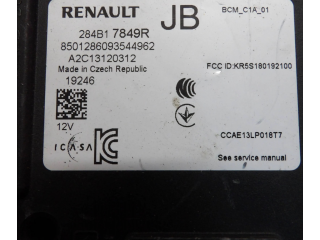 RENAULT
JB
BCM_C1A_01
284B1 7849R
8501286093544962
A2C13120312
Made in Czech Republic
19246
FCC ID:KR5S180192100
12V
ICASA
CCAE13LP018T7
See service manual